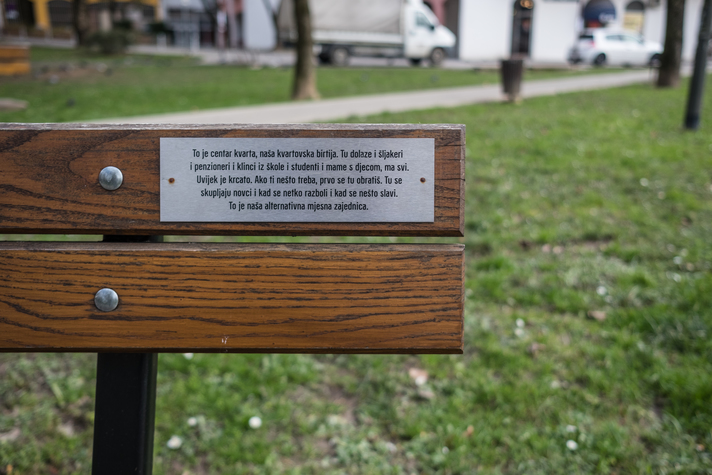 To je centar kvarta, naša kvartovska birtija. Tu dolaze i šljakeri
i penzioneri i klinci iz škole i studenti i mame s djecom, ma svi.
Uvijek je krcato. Ako ti nešto treba, prvo se tu obratiš. Tu se
skupljaju novci i kad se netko razboli i kad se nešto slavi.
To je naša alternativna mjesna zajednica.